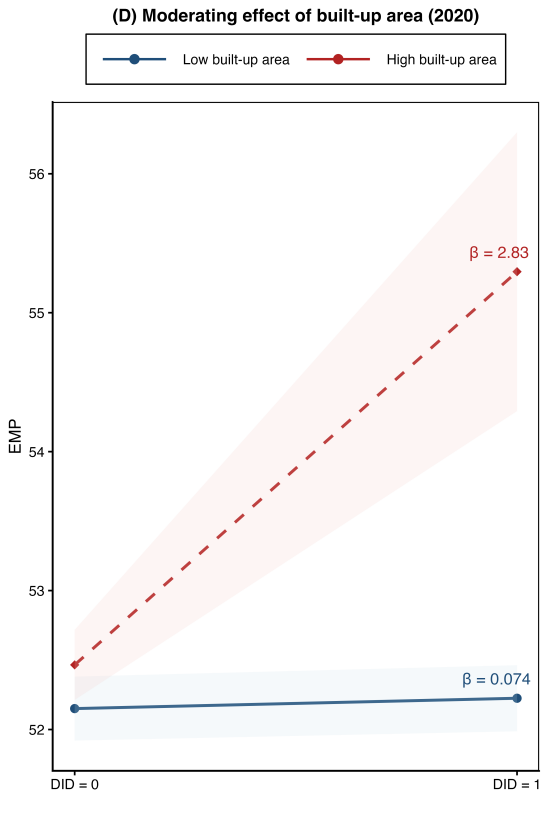 (D) Moderating effect of built-up area (2020)
Low built-up area
High built-up area
56
β = 2.83
55
EMP
54
53
β = 0.074
52
DID = 0
DID = 1